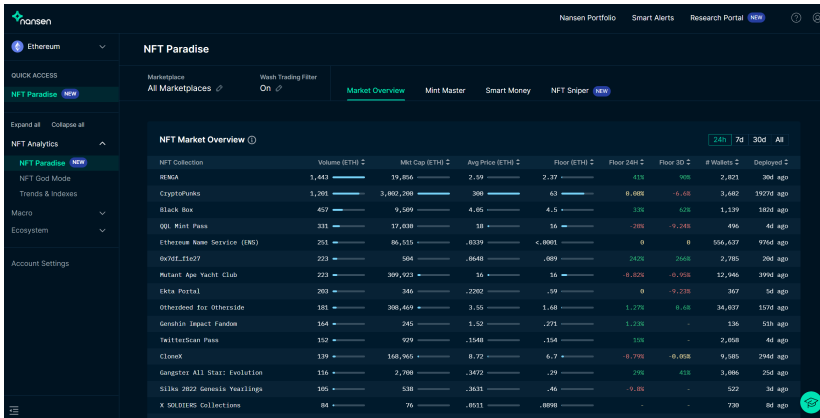 nansen
Nansen Portfolio Smart Alerts Research Portal NEW
Ethereum
NFT Paradise
QUICK ACCESS
NFT Paradise NEW
Marketplace Wash Trading Filter
All Marketplaces On
Market Overview Mint Master Smart Money NFT Sniper NEW
Expand all Collapse all
NFT Analytics
NFT Paradise NEW
NFT God Mode
Trends & Indexes
Macro
Ecosystem
Account Settings
NFT Market Overview
24h 7d 30d All
NFT Collection Volume (ETH) Mkt Cap (ETH) Avg Price (ETH) Floor (ETH) Floor 24H Floor 3D # Wallets Deployed
RENGA 1,443 19,856 2.59 2.37 41% 90% 2,821 30d ago
CryptoPunks 1,201 3,002,200 300 63 0.00% -6.6% 3,602 1927d ago
Black Box 457 9,509 4.05 4.5 33% 62% 1,139 182d ago
QQL Mint Pass 331 17,038 18 16 -20% -9.24% 496 4d ago
Ethereum Name Service (ENS) 251 86,515 .0339 <.0001 0 0 556,637 976d ago
0x7df_f1e27 223 504 .0648 .089 242% 266% 2,785 20d ago
Mutant Ape Yacht Club 223 309,923 16 16 -0.82% -0.95% 12,946 399d ago
Ekta Portal 203 346 .2202 .59 0 -9.23% 367 5d ago
Otherdeed for Otherside 181 308,469 3.55 1.68 1.27% 0.6% 34,037 157d ago
Genshin Impact Fandom 164 245 1.52 .271 1.23% - 136 51h ago
TwitterScan Pass 152 929 .1548 .154 15% - 2,058 4d ago
CloneX 139 168,965 8.72 6.7 -0.79% -0.05% 9,585 294d ago
Gangster All Star: Evolution 116 2,700 .3472 .29 29% 41% 3,006 25d ago
Silks 2022 Genesis Yearlings 105 538 .3631 .46 -9.8% - 522 3d ago
X SOLDIERS Collections 84 76 .0511 .0898 - - 730 8d ago